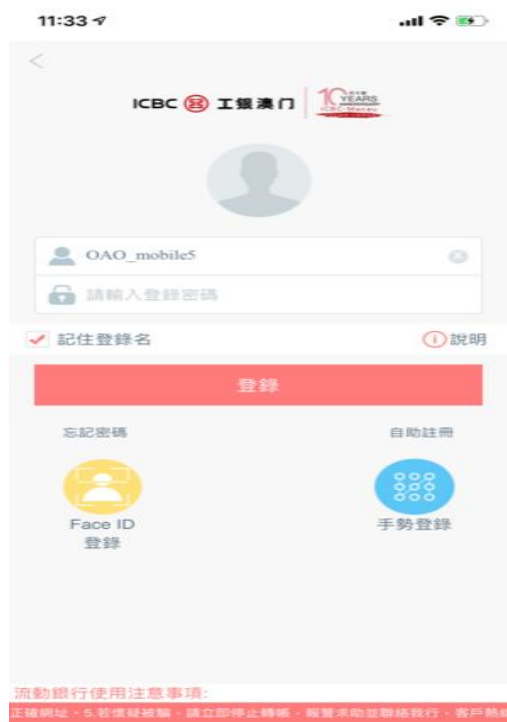 11:33
ICBC 工银澳门 10 YEARS
ICBC-Macau
OAO_mobile5
請輸入登錄密碼
記住登錄名 說明
登錄
忘記密碼 自助註冊
Face ID 手勢登錄
登錄
流動銀行使用注意事項:
正確網址。5.若懷疑被騙,請立即停止轉帳,報警求助並聯絡我行,客戶熱線